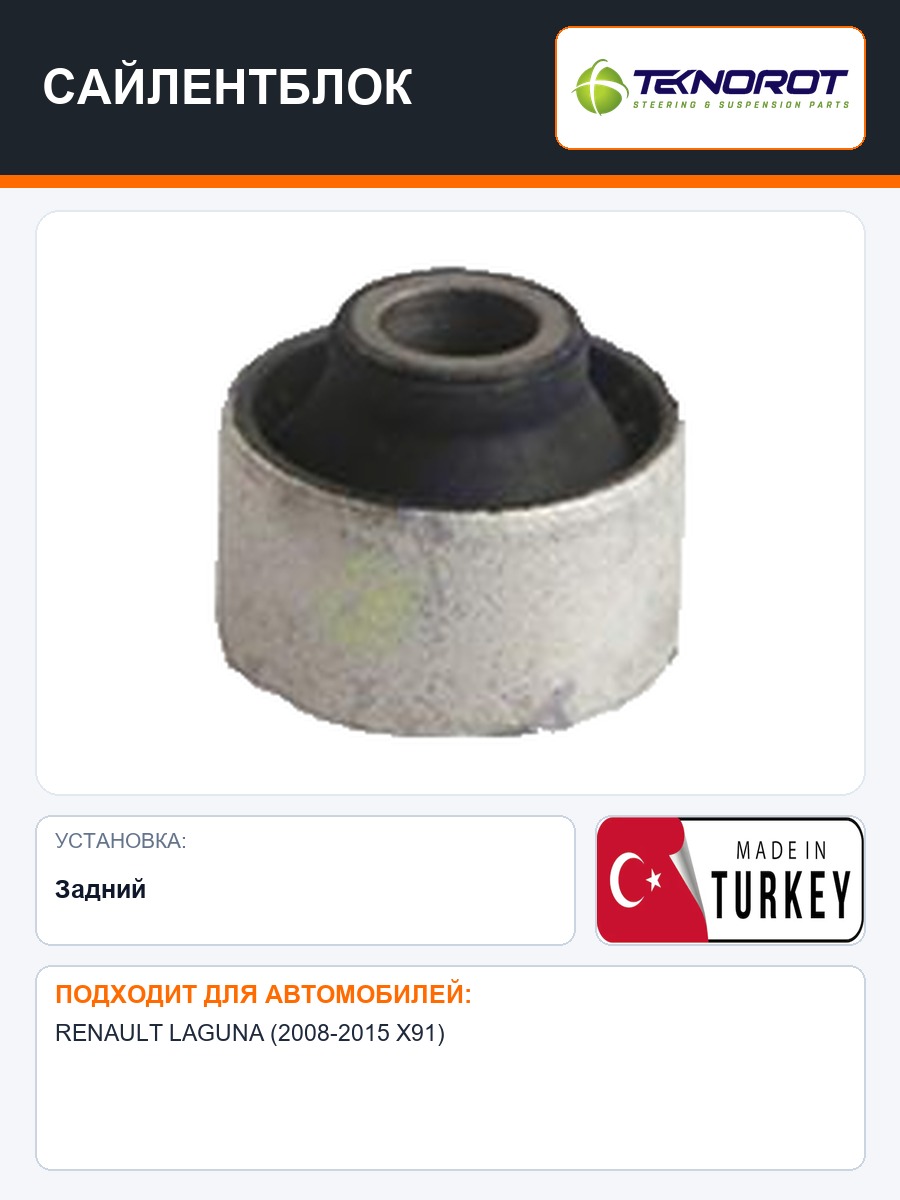 САЙЛЕНТБЛОК
TEKNOROT
STEERING & SUSPENSION PARTS
УСТАНОВКА:
Задний
MADE IN
TURKEY
ПОДХОДИТ ДЛЯ АВТОМОБИЛЕЙ:
RENAULT LAGUNA (2008-2015 X91)